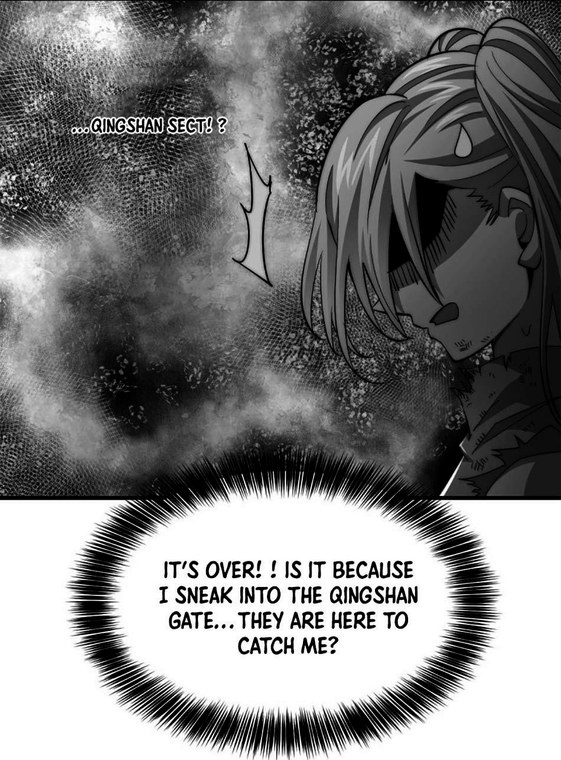 ...QINGSHAN SECT! ?
IT'S OVER! ! IS IT BECAUSE
I SNEAK INTO THE QINGSHAN
GATE...THEY ARE HERE TO
CATCH ME?